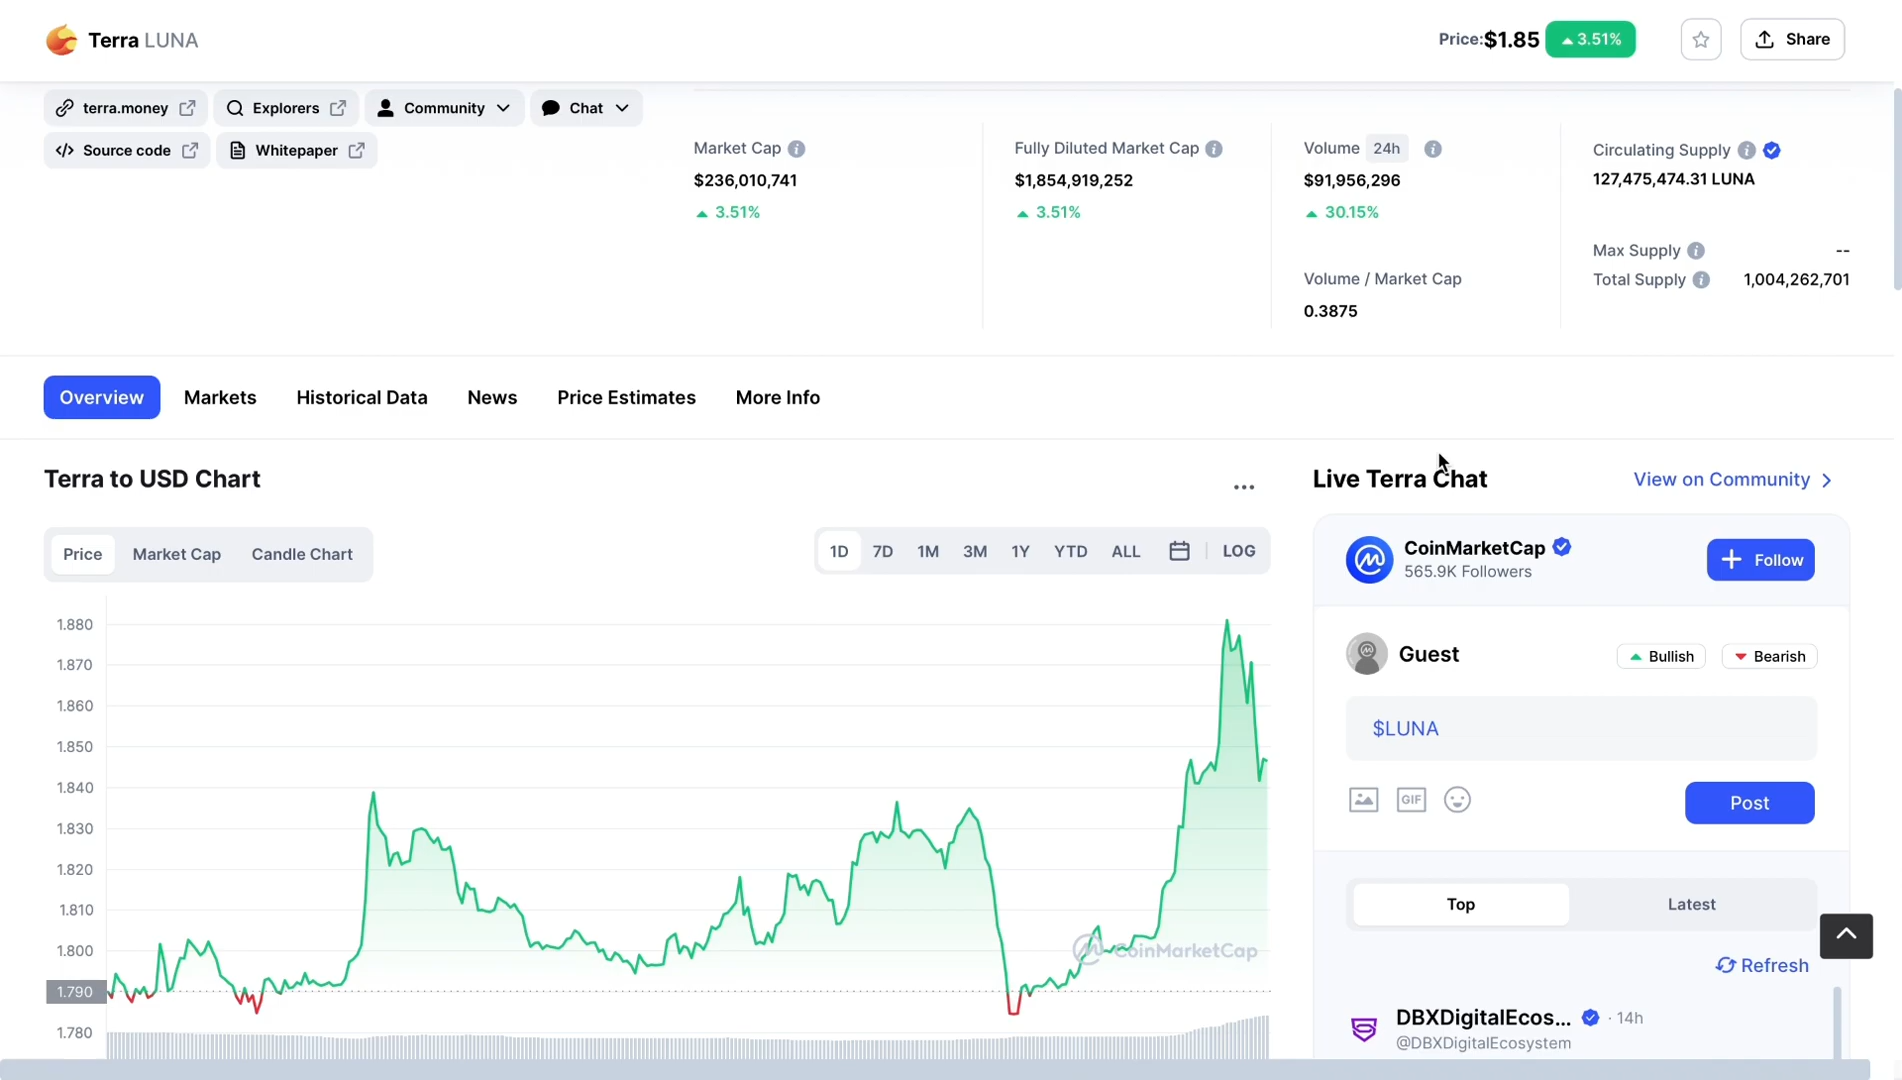 Terra LUNA
Price:$1.85 3.51% Share
terra.money Explorers Community Chat
Source code Whitepaper
Market Cap
$236,010,741
3.51%
Fully Diluted Market Cap
$1,854,919,252
3.51%
Volume 24h
$91,956,296
30.15%
Volume / Market Cap
0.3875
Circulating Supply
127,475,474.31 LUNA
Max Supply --
Total Supply 1,004,262,701
Overview Markets Historical Data News Price Estimates More Info
Terra to USD Chart
Price Market Cap Candle Chart
1D 7D 1M 3M 1Y YTD ALL LOG
1.880
1.870
1.860
1.850
1.840
1.830
1.820
1.810
1.800
1.790
1.780
CoinMarketCap
Live Terra Chat View on Community
CoinMarketCap
565.9K Followers
Follow
Guest Bullish Bearish
$LUNA
GIF Post
Top Latest
Refresh
DBXDigitalEcos... · 14h
@DBXDigitalEcosystem